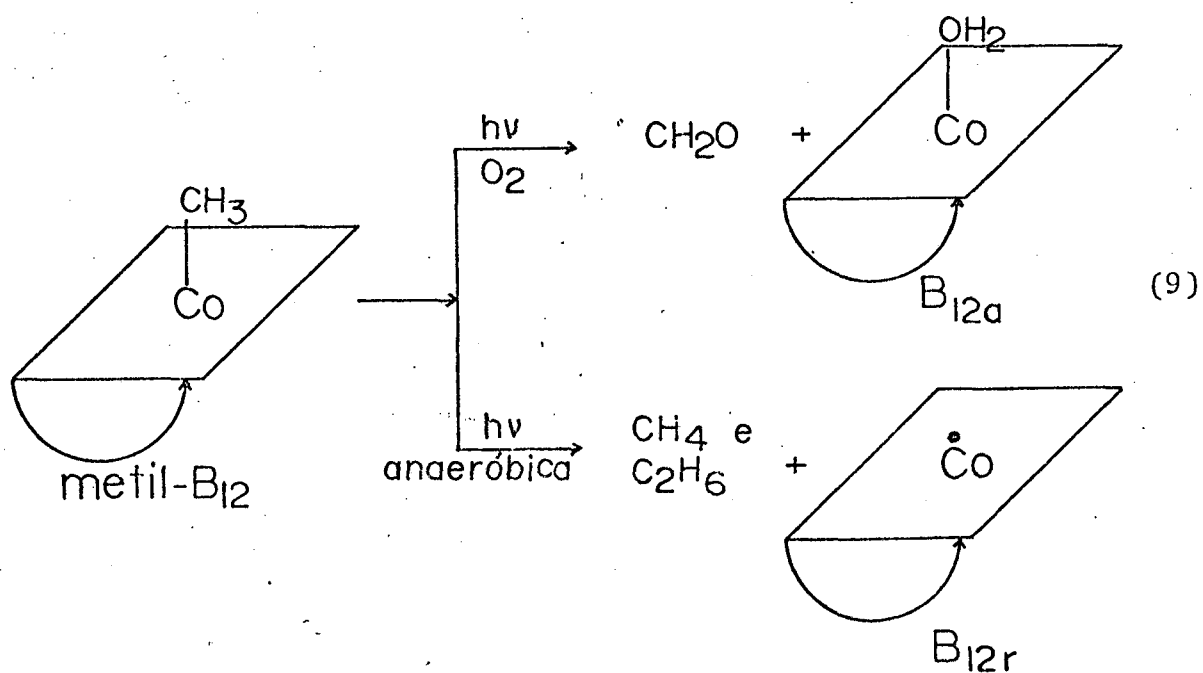 CH3
Co
metil-B12
hν
O2
CH2O +
OH2
Co
B12a
(9)
hν
anaeróbica
CH4 e
C2H6 +
Co
B12r